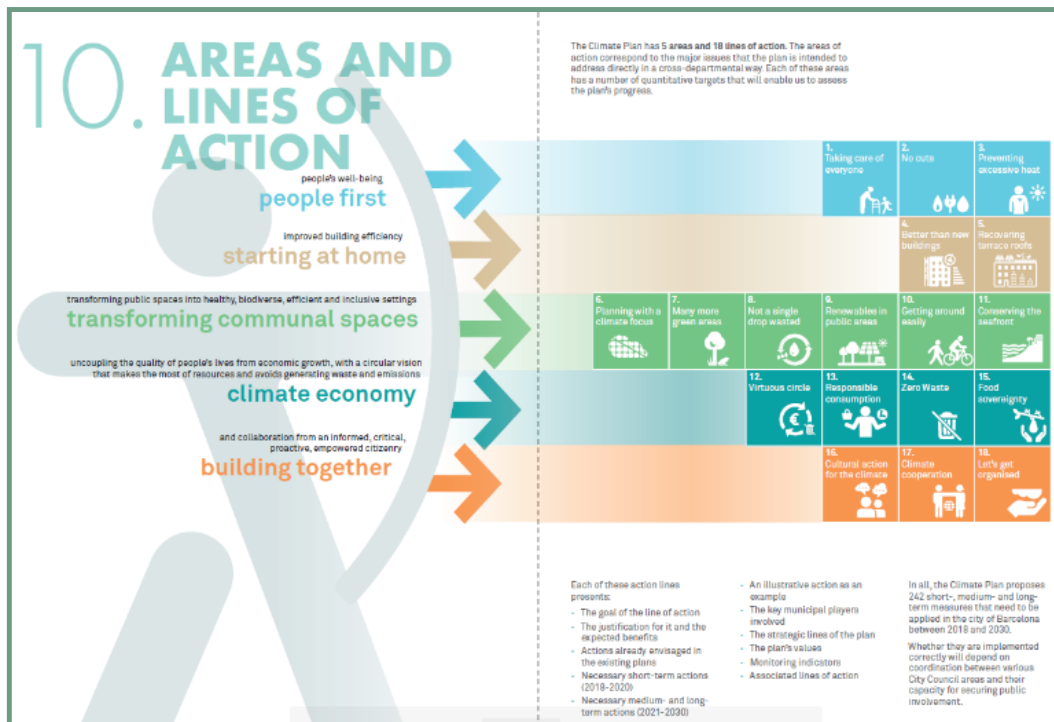 10. AREAS AND
LINES OF
ACTION
The Climate Plan has 5 areas and 18 lines of action. The areas of
action correspond to the major issues that the plan is intended to
address directly in a cross-departmental way. Each of these areas
has a number of quantitative targets that will enable us to assess
the plan's progress.
people's well-being
people first
1.
Taking care of
everyone
2.
No cuts
3.
Preventing
excessive heat
improved building efficiency
starting at home
4.
Better than new
buildings
5.
Recovering
terrace roofs
transforming public spaces into healthy, biodiverse, efficient and inclusive settings
transforming communal spaces
6.
Planning with a
climate focus
7.
Many more
green areas
8.
Not a single
drop wasted
9.
Renewables in
public areas
10.
Getting around
easily
11.
Conserving the
seafront
uncoupling the quality of people's lives from economic growth, with a circular vision
that makes the most of resources and avoids generating waste and emissions
climate economy
12.
Virtuous circle
13.
Responsible
consumption
14.
Zero Waste
15.
Food
sovereignty
and collaboration from an informed, critical,
proactive, empowered citizenry
building together
16.
Cultural action
for the climate
17.
Climate
cooperation
18.
Let's get
organised
Each of these action lines
presents:
- The goal of the line of action
- The justification for it and the
expected benefits
- Actions already envisaged in
the existing plans
- Necessary short-term actions
(2018-2020)
- Necessary medium- and long-
term actions (2021-2030)
- An illustrative action as an
example
- The key municipal players
involved
- The strategic lines of the plan
- The plan's values
- Monitoring indicators
- Associated lines of action
In all, the Climate Plan proposes
242 short-, medium- and long-
term measures that need to be
applied in the city of Barcelona
between 2018 and 2030.
Whether they are implemented
correctly will depend on
coordination between various
City Council areas and their
capacity for securing public
involvement.